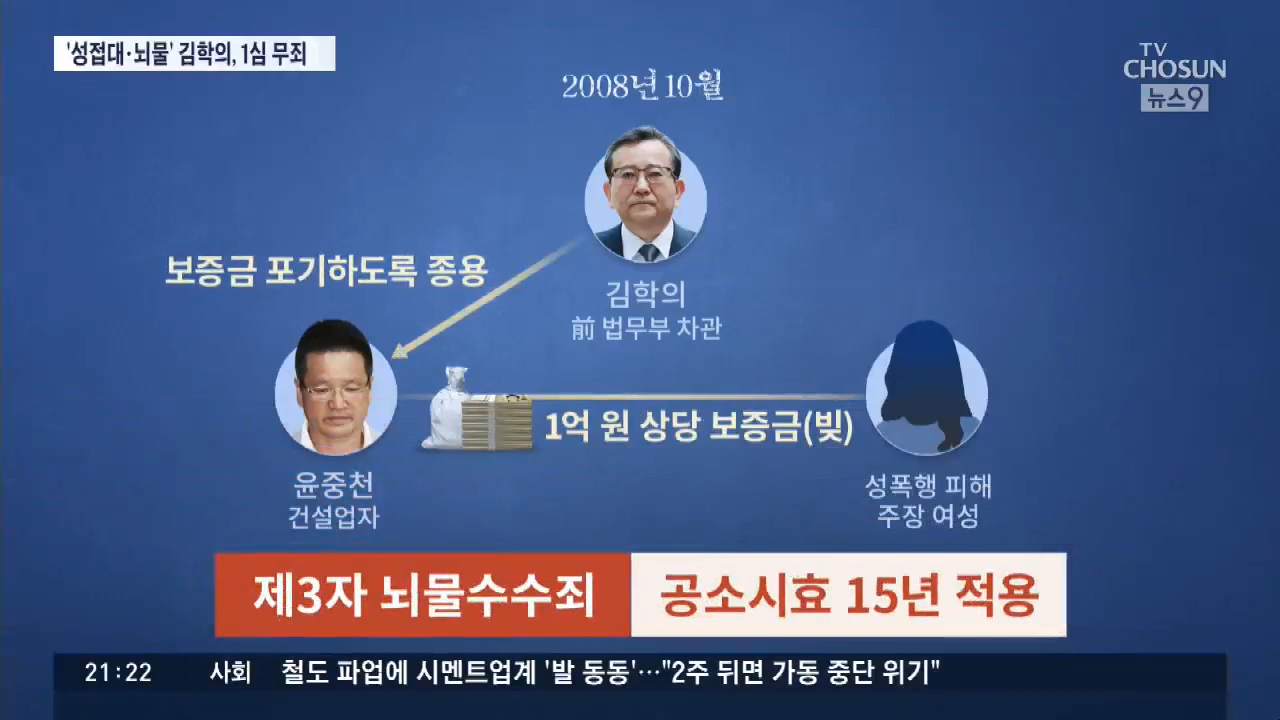 '성접대·뇌물' 김학의, 1심 무죄
TV
CHOSUN
뉴스9
2008년 10월
보증금 포기하도록 종용
김학의
前 법무부 차관
1억 원 상당 보증금(빚)
윤중천
건설업자
성폭행 피해
주장 여성
제3자 뇌물수수죄
공소시효 15년 적용
21:22 사회 철도 파업에 시멘트업계 '발 동동'…"2주 뒤면 가동 중단 위기"